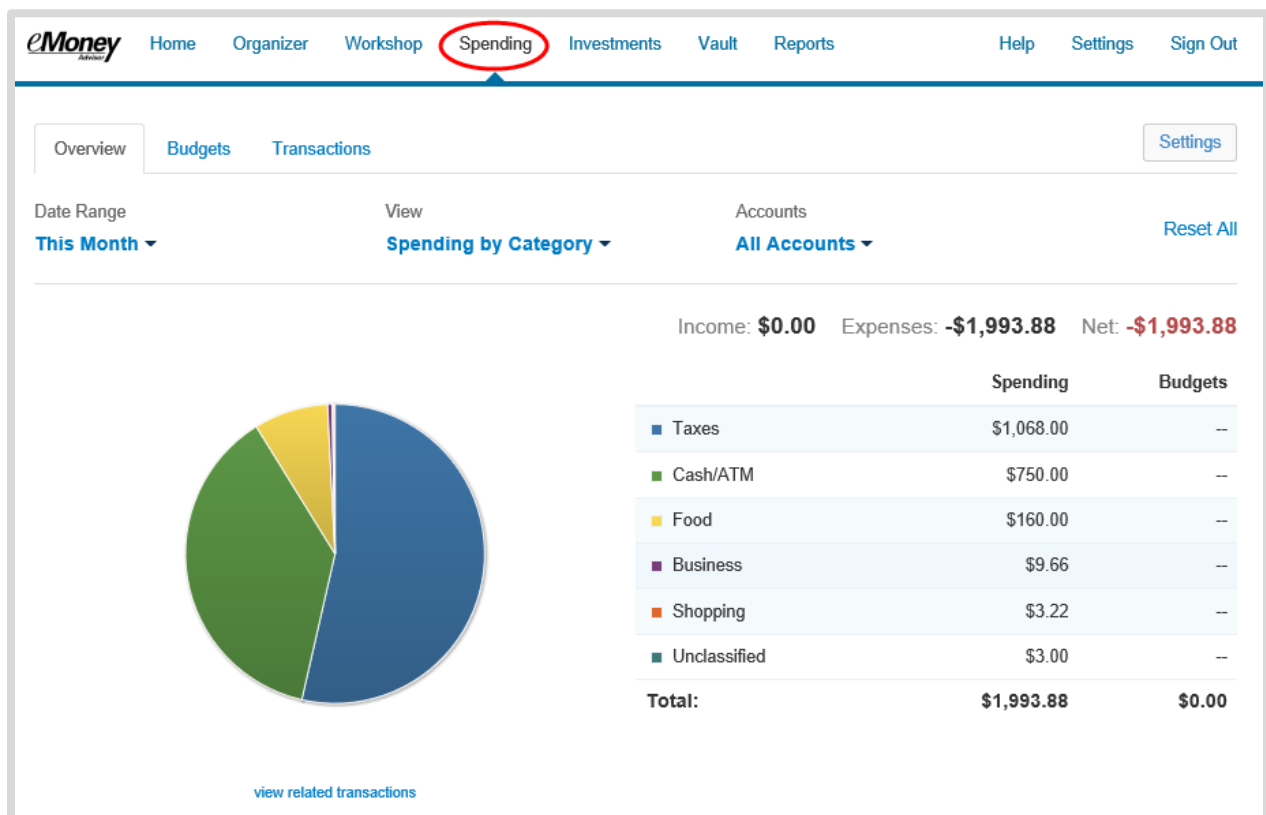 eMoney Home Organizer Workshop Spending Investments Vault Reports Help Settings Sign Out
Advisor
Overview Budgets Transactions Settings
Date Range View Accounts
This Month Spending by Category All Accounts Reset All
Income: $0.00 Expenses: -$1,993.88 Net: -$1,993.88
Spending Budgets
Taxes $1,068.00 --
Cash/ATM $750.00 --
Food $160.00 --
Business $9.66 --
Shopping $3.22 --
Unclassified $3.00 --
Total: $1,993.88 $0.00
view related transactions